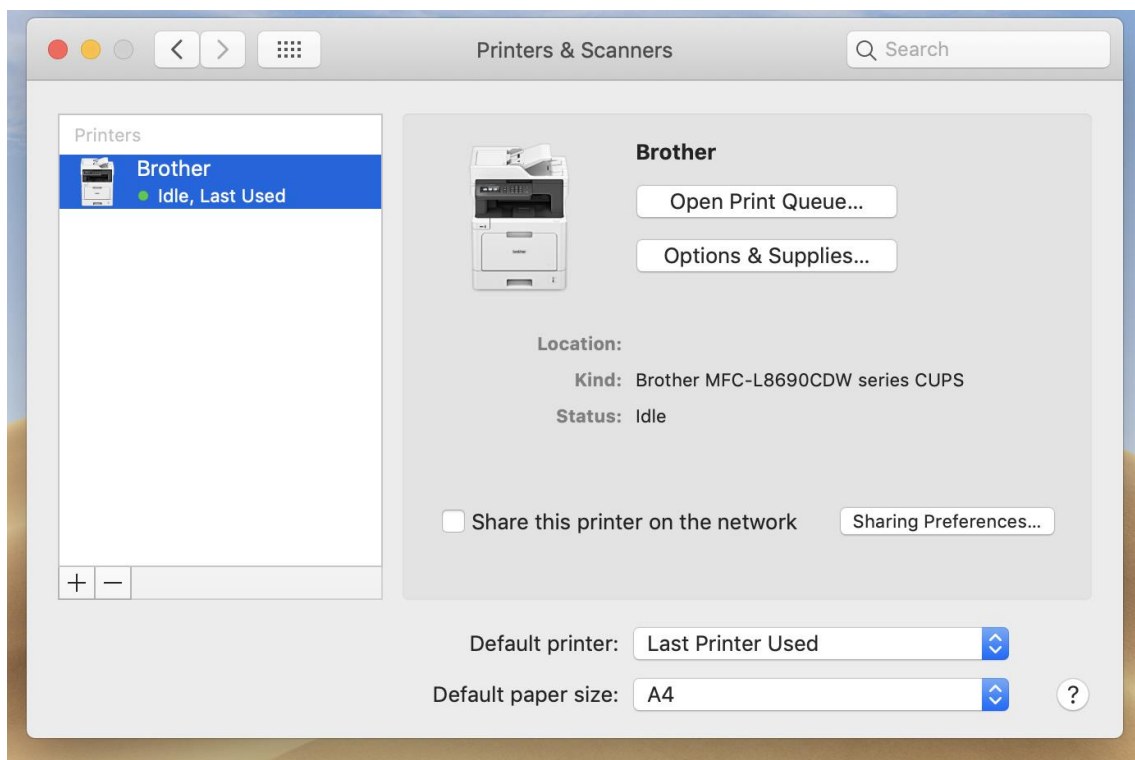 Printers & Scanners
Search
Printers
Brother
Idle, Last Used
Brother
Open Print Queue...
Options & Supplies...
Location:
Kind: Brother MFC-L8690CDW series CUPS
Status: Idle
Share this printer on the network
Sharing Preferences...
+ −
Default printer: Last Printer Used
Default paper size: A4
?